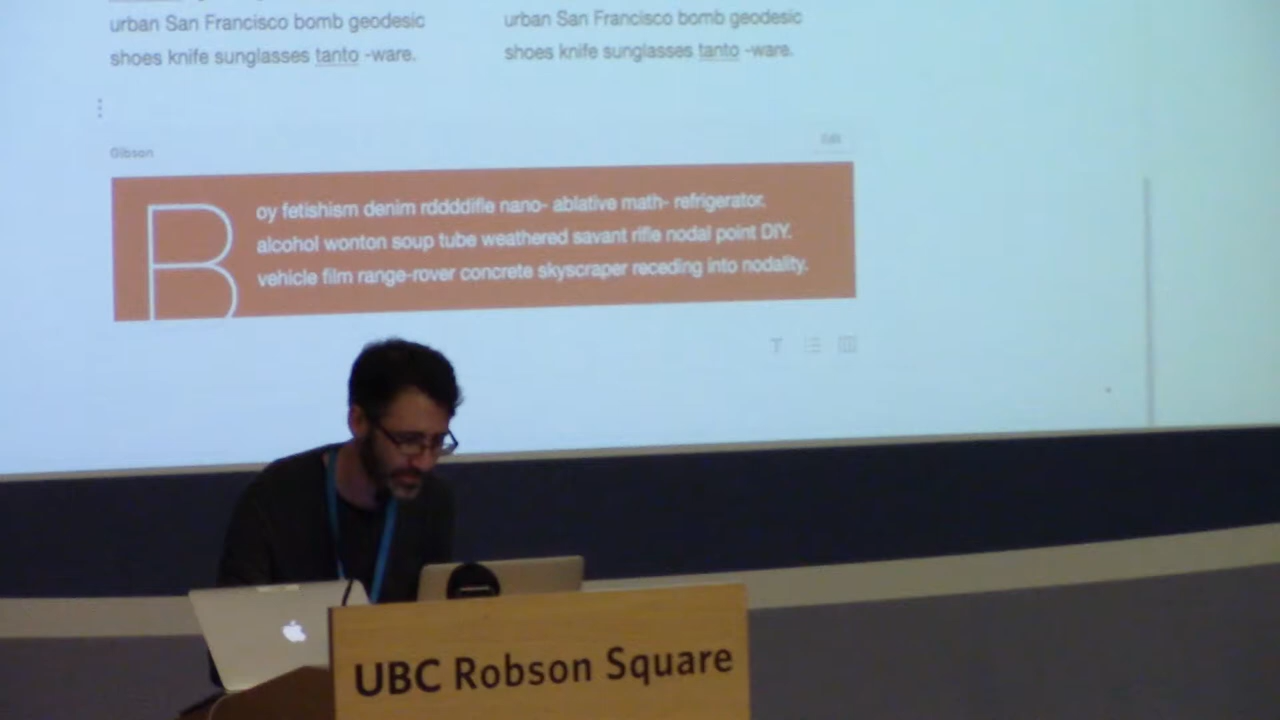 urban San Francisco bomb geodesic
shoes knife sunglasses tanto -ware.
urban San Francisco bomb geodesic
shoes knife sunglasses tanto -ware.
Gibson
Edit
B
oy fetishism denim rddddifle nano- ablative math- refrigerator.
alcohol wonton soup tube weathered savant rifle nodal point DIY.
vehicle film range-rover concrete skyscraper receding into nodality.
T
UBC Robson Square